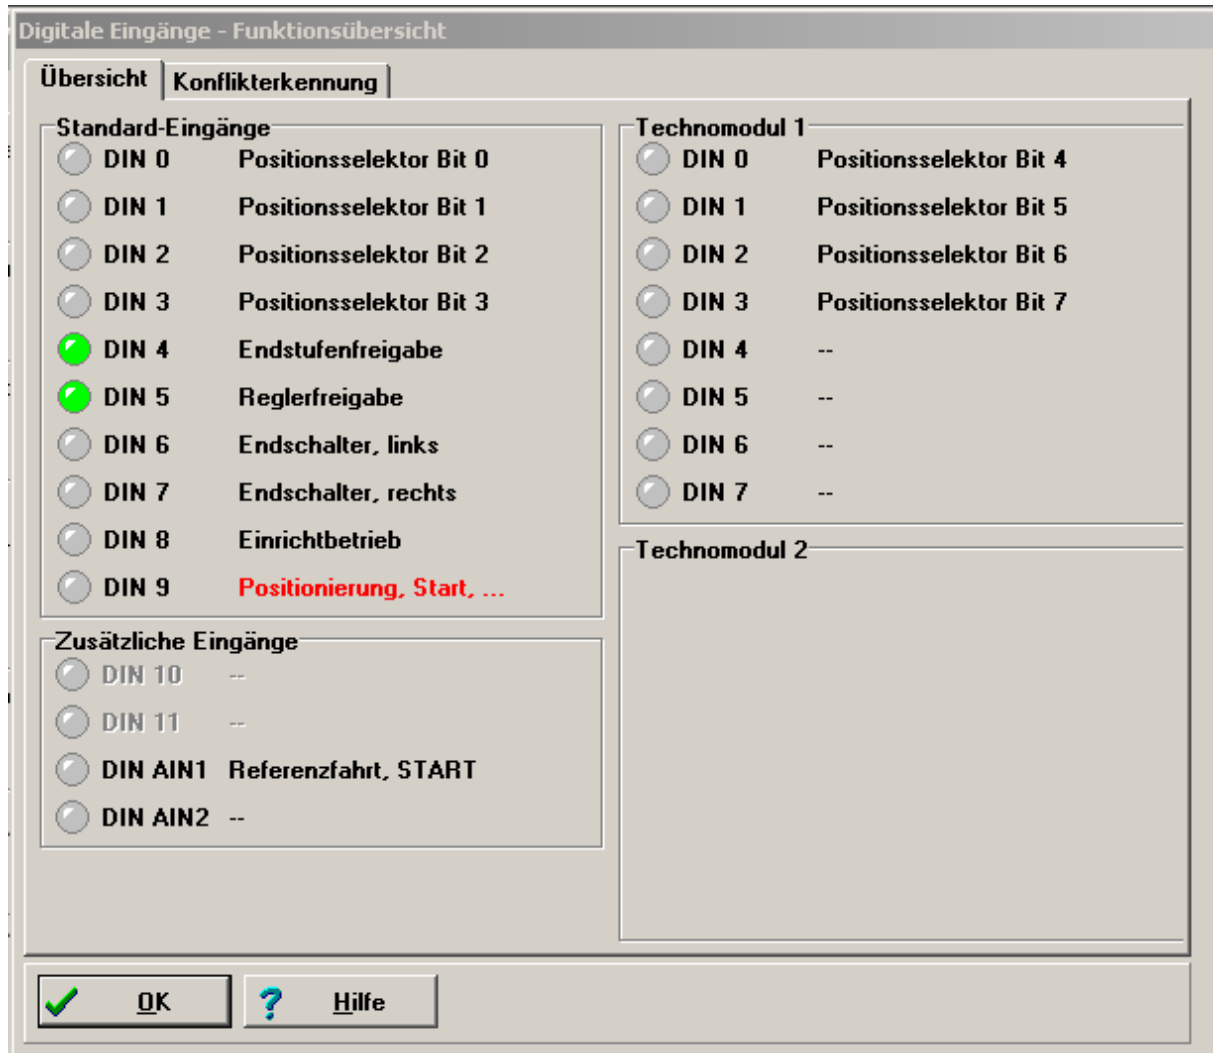 Digitale Eingänge - Funktionsübersicht
Übersicht
Konflikterkennung
Standard-Eingänge
DIN 0 Positionsselektor Bit 0
DIN 1 Positionsselektor Bit 1
DIN 2 Positionsselektor Bit 2
DIN 3 Positionsselektor Bit 3
DIN 4 Endstufenfreigabe
DIN 5 Reglerfreigabe
DIN 6 Endschalter, links
DIN 7 Endschalter, rechts
DIN 8 Einrichtbetrieb
DIN 9 Positionierung, Start, ...
Zusätzliche Eingänge
DIN 10 --
DIN 11 --
DIN AIN1 Referenzfahrt, START
DIN AIN2 --
Technomodul 1
DIN 0 Positionsselektor Bit 4
DIN 1 Positionsselektor Bit 5
DIN 2 Positionsselektor Bit 6
DIN 3 Positionsselektor Bit 7
DIN 4 --
DIN 5 --
DIN 6 --
DIN 7 --
Technomodul 2
OK
Hilfe